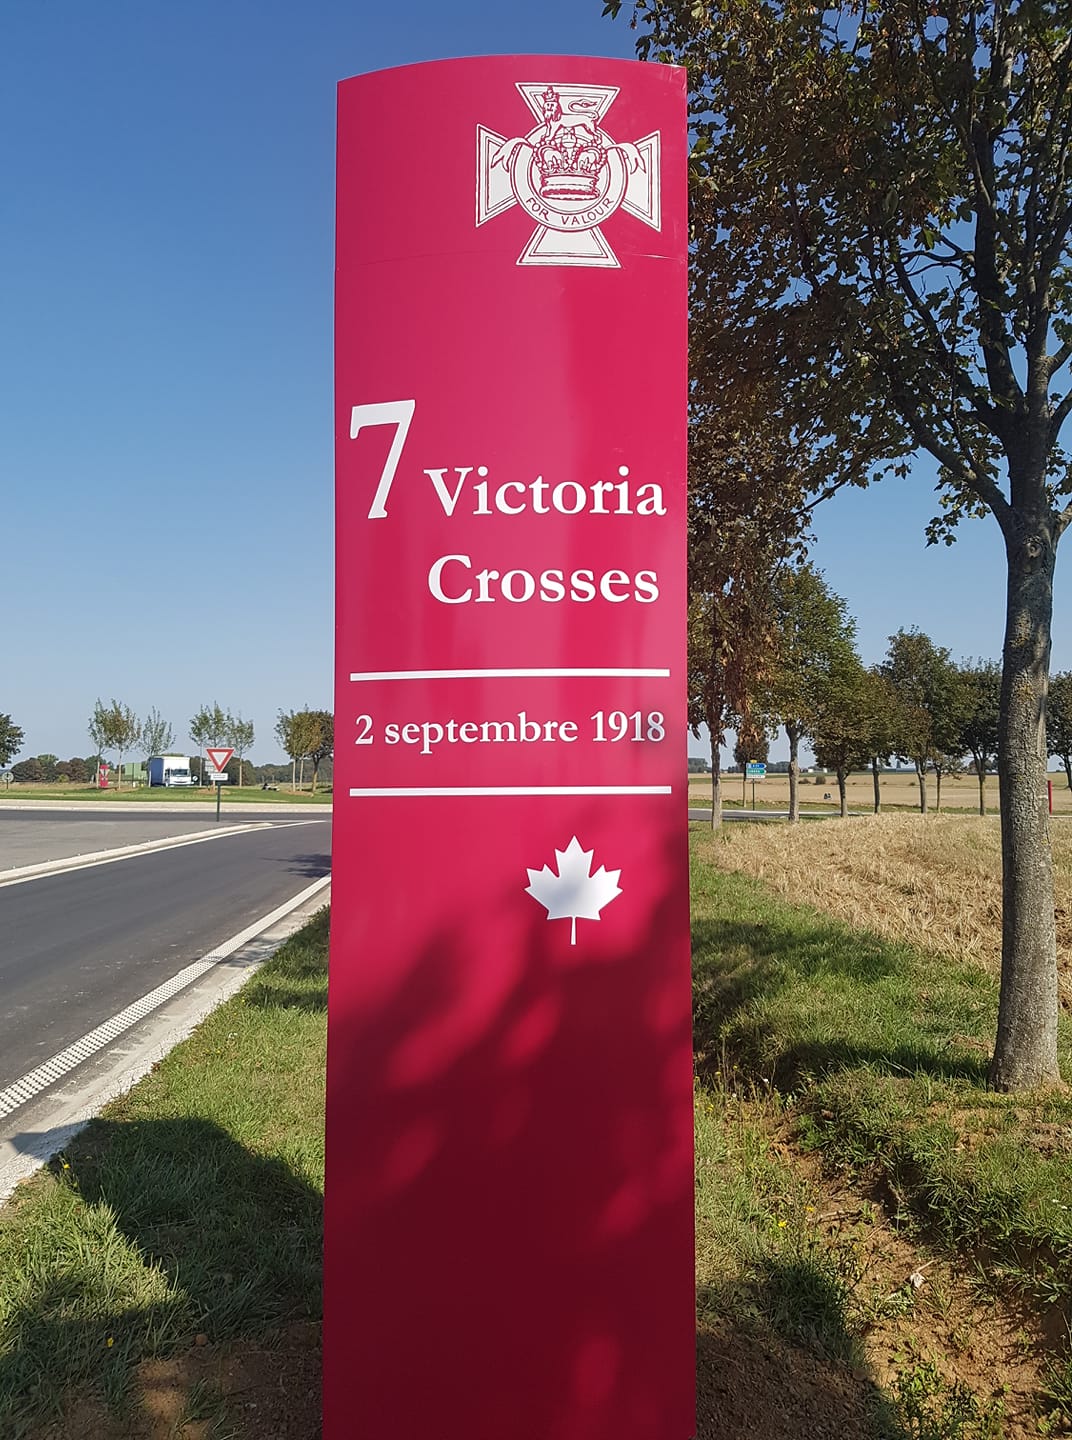 FOR VALOUR
7 Victoria
Crosses
2 septembre 1918